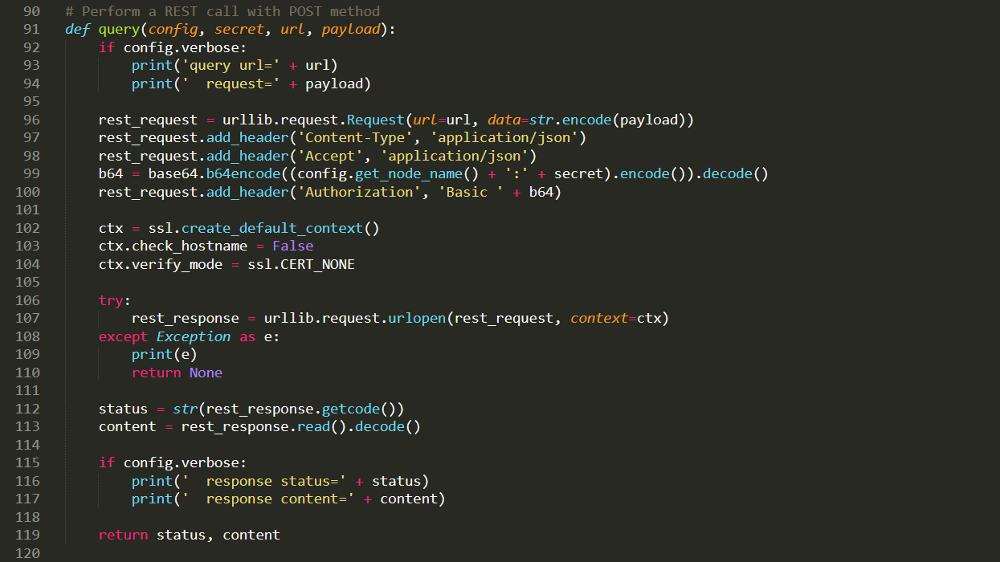 90 # Perform a REST call with POST method
91 def query(config, secret, url, payload):
92     if config.verbose:
93         print('query url=' + url)
94         print('  request=' + payload)
95
96     rest_request = urllib.request.Request(url=url, data=str.encode(payload))
97     rest_request.add_header('Content-Type', 'application/json')
98     rest_request.add_header('Accept', 'application/json')
99     b64 = base64.b64encode((config.get_node_name() + ':' + secret).encode()).decode()
100     rest_request.add_header('Authorization', 'Basic ' + b64)
101
102     ctx = ssl.create_default_context()
103     ctx.check_hostname = False
104     ctx.verify_mode = ssl.CERT_NONE
105
106     try:
107         rest_response = urllib.request.urlopen(rest_request, context=ctx)
108     except Exception as e:
109         print(e)
110         return None
111
112     status = str(rest_response.getcode())
113     content = rest_response.read().decode()
114
115     if config.verbose:
116         print('  response status=' + status)
117         print('  response content=' + content)
118
119     return status, content
120